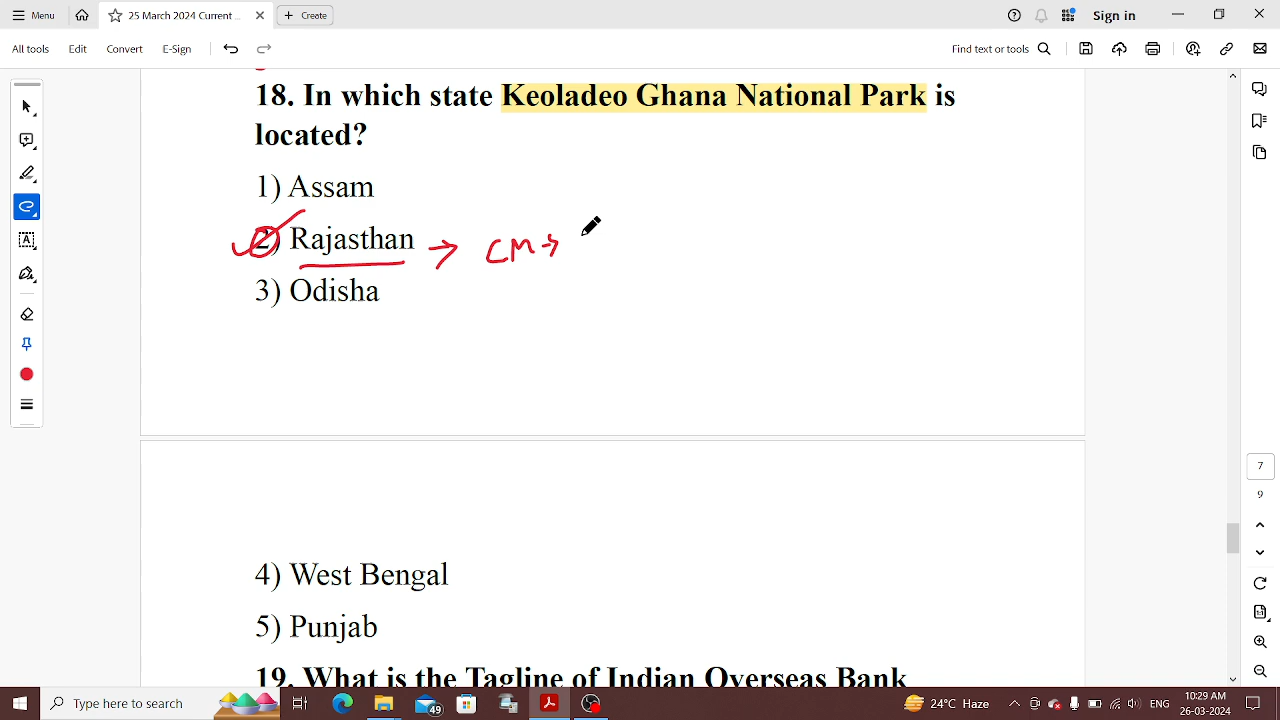 Menu
25 March 2024 Current ...
Create
Sign in
All tools
Edit
Convert
E-Sign
Find text or tools
18. In which state Keoladeo Ghana National Park is
located?
1) Assam
2) Rajasthan → CM →
3) Odisha
7
9
4) West Bengal
5) Punjab
19. What is the Tagline of Indian Overseas Bank
Type here to search
49
24°C Haze
ENG
10:29 AM
26-03-2024